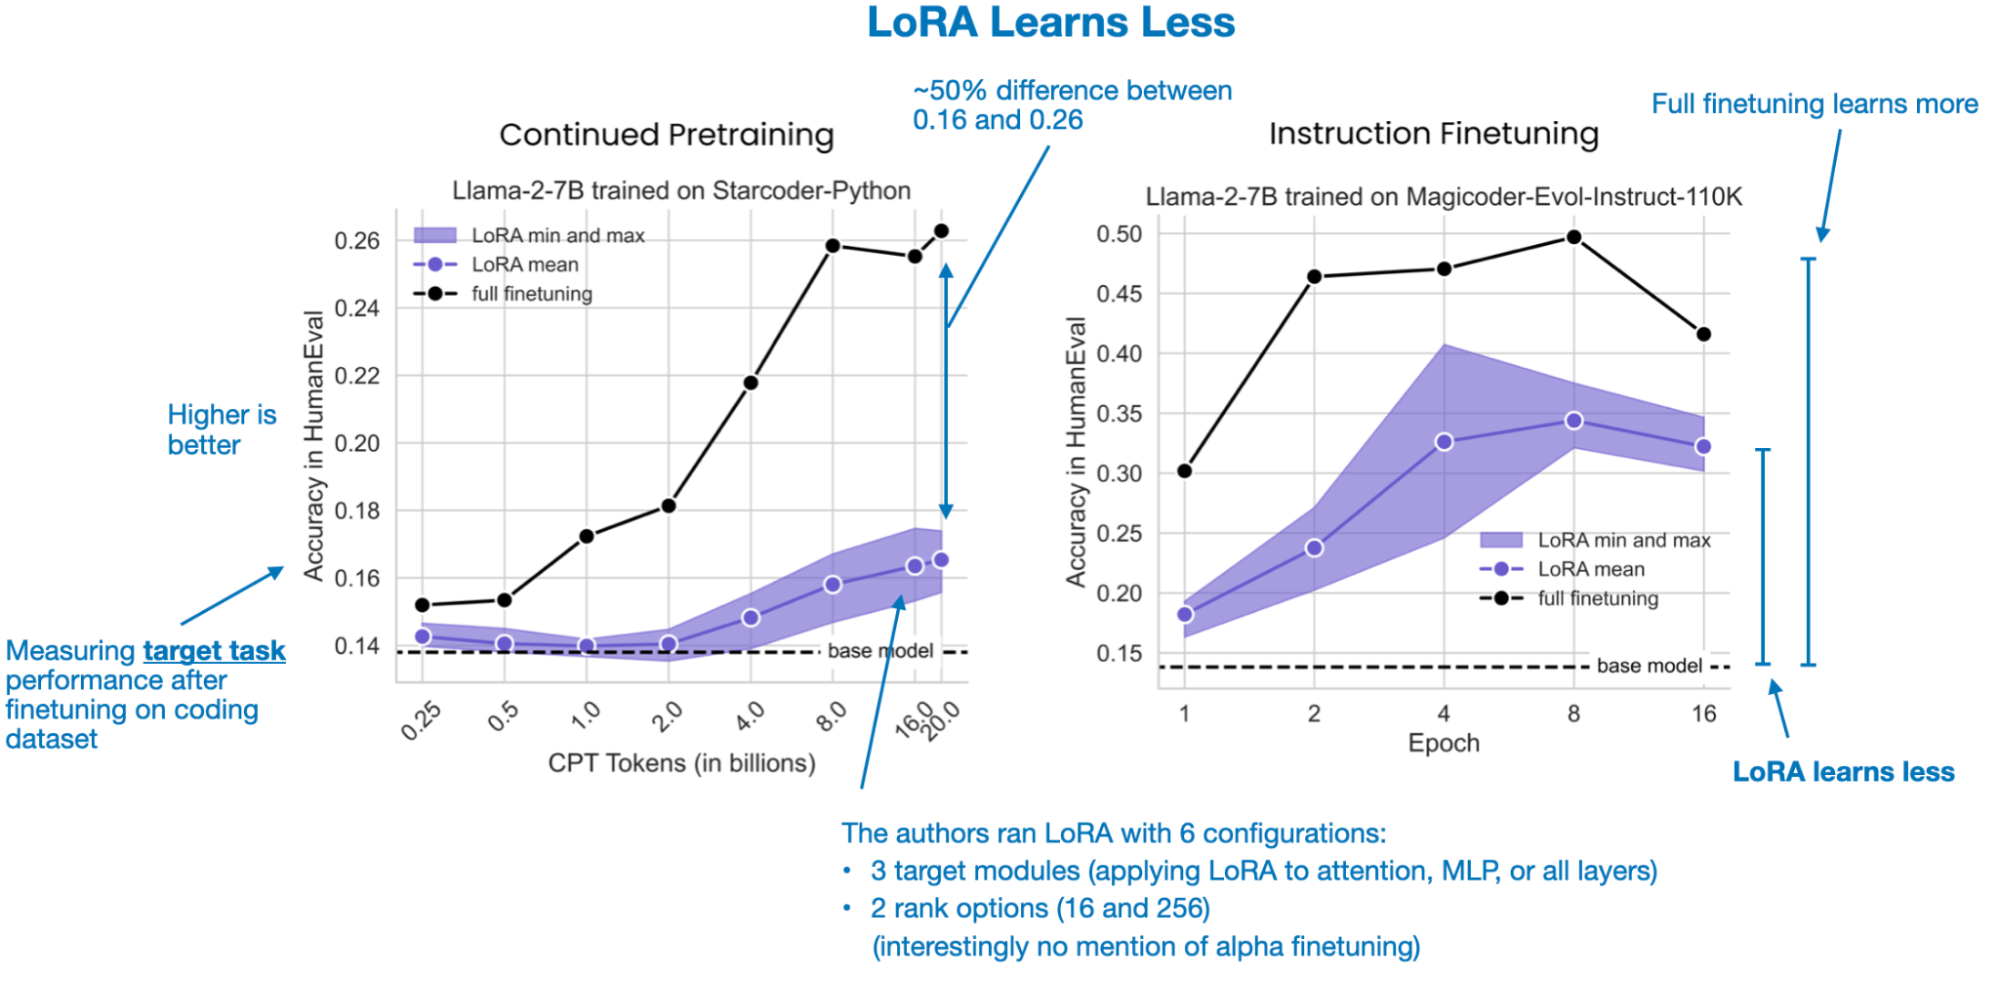 LoRA Learns Less
~50% difference between
0.16 and 0.26
Full finetuning learns more
Continued Pretraining
Instruction Finetuning
Llama-2-7B trained on Starcoder-Python
Llama-2-7B trained on Magicoder-Evol-Instruct-110K
LoRA min and max
LoRA mean
full finetuning
Accuracy in HumanEval
0.26
0.24
0.22
0.20
0.18
0.16
0.14
base model
0.25 0.5 1.0 2.0 4.0 8.0 16.0 20.0
CPT Tokens (in billions)
Higher is
better
Measuring target task
performance after
finetuning on coding
dataset
Accuracy in HumanEval
0.50
0.45
0.40
0.35
0.30
0.25
0.20
0.15
LoRA min and max
LoRA mean
full finetuning
base model
1 2 4 8 16
Epoch
LoRA learns less
The authors ran LoRA with 6 configurations:
• 3 target modules (applying LoRA to attention, MLP, or all layers)
• 2 rank options (16 and 256)
(interestingly no mention of alpha finetuning)